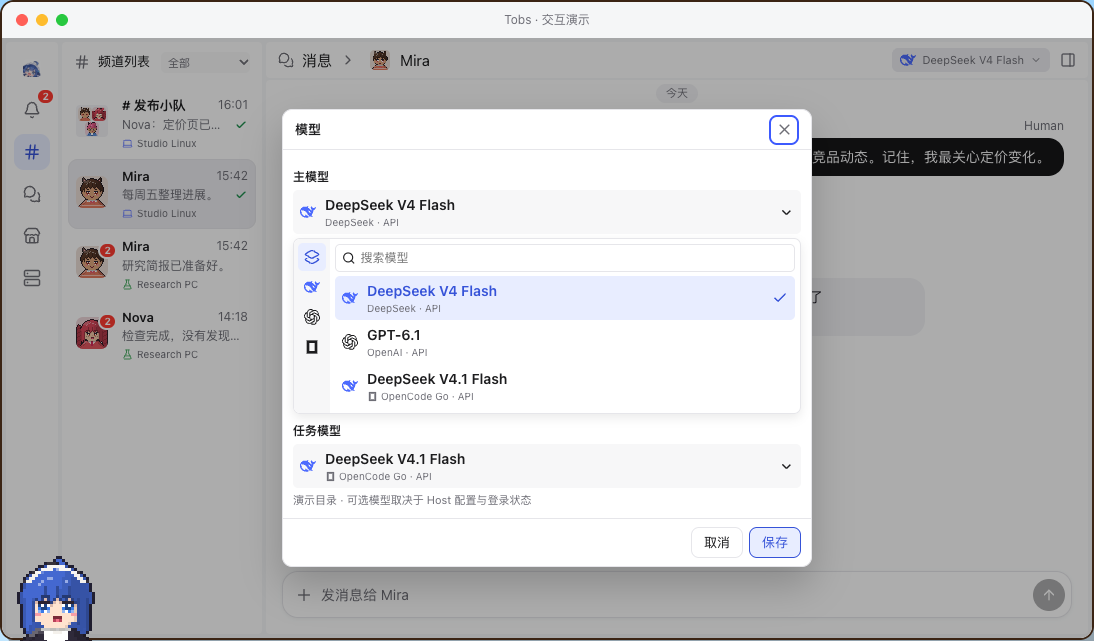 Tobs · 交互演示
2
频道列表
全部
# 发布小队
16:01
Nova：定价页已…
Studio Linux
Mira
15:42
每周五整理进展。
Studio Linux
Mira
15:42
2
研究简报已准备好。
Research PC
Nova
14:18
2
检查完成，没有发现…
Research PC
消息
Mira
DeepSeek V4 Flash
今天
Human
竞品动态。记住，我最关心定价变化。
了
模型
主模型
DeepSeek V4 Flash
DeepSeek · API
搜索模型
DeepSeek V4 Flash
DeepSeek · API
GPT-6.1
OpenAI · API
DeepSeek V4.1 Flash
OpenCode Go · API
任务模型
DeepSeek V4.1 Flash
OpenCode Go · API
演示目录 · 可选模型取决于 Host 配置与登录状态
取消
保存
发消息给 Mira